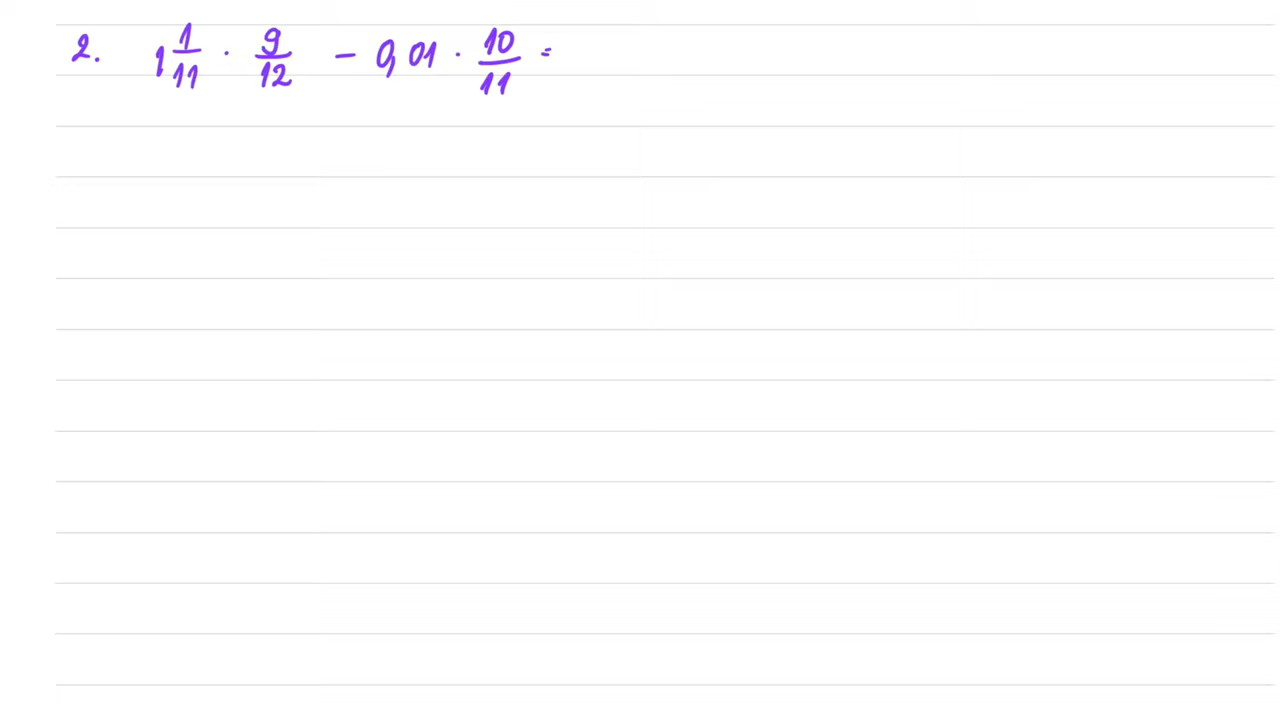 2. 1 1/11 · 9/12 - 0,01 · 10/11 =